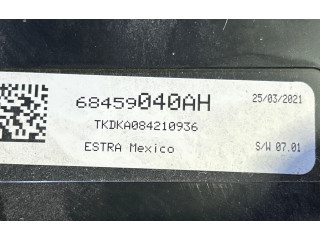 68459040AH 25/03/2021
TKDKA084210936
ESTRA Mexico S/W 07.01